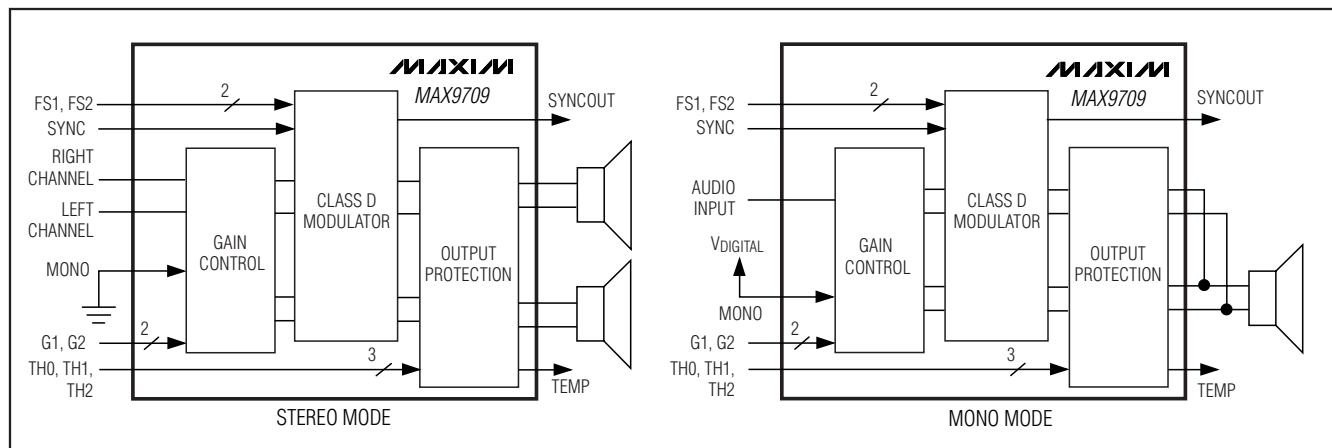 MAXIM
MAX9709
FS1, FS2
2
SYNCOUT
SYNC
RIGHT
CHANNEL
LEFT
CHANNEL
CLASS D
MODULATOR
GAIN
CONTROL
OUTPUT
PROTECTION
MONO
2
G1, G2
3
TH0, TH1,
TH2
TEMP
STEREO MODE
MAXIM
MAX9709
FS1, FS2
2
SYNCOUT
SYNC
AUDIO
INPUT
CLASS D
MODULATOR
VDIGITAL
GAIN
CONTROL
OUTPUT
PROTECTION
MONO
2
G1, G2
3
TH0, TH1,
TH2
TEMP
MONO MODE